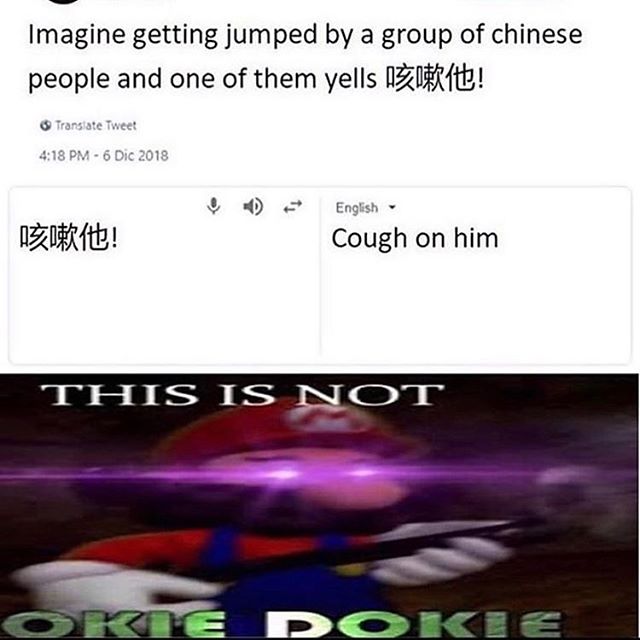 Imagine getting jumped by a group of chinese
people and one of them yells 咳嗽他!
Translate Tweet
4:18 PM - 6 Dic 2018
English
咳嗽他!
Cough on him
THIS IS NOT
OKIE DOKIE